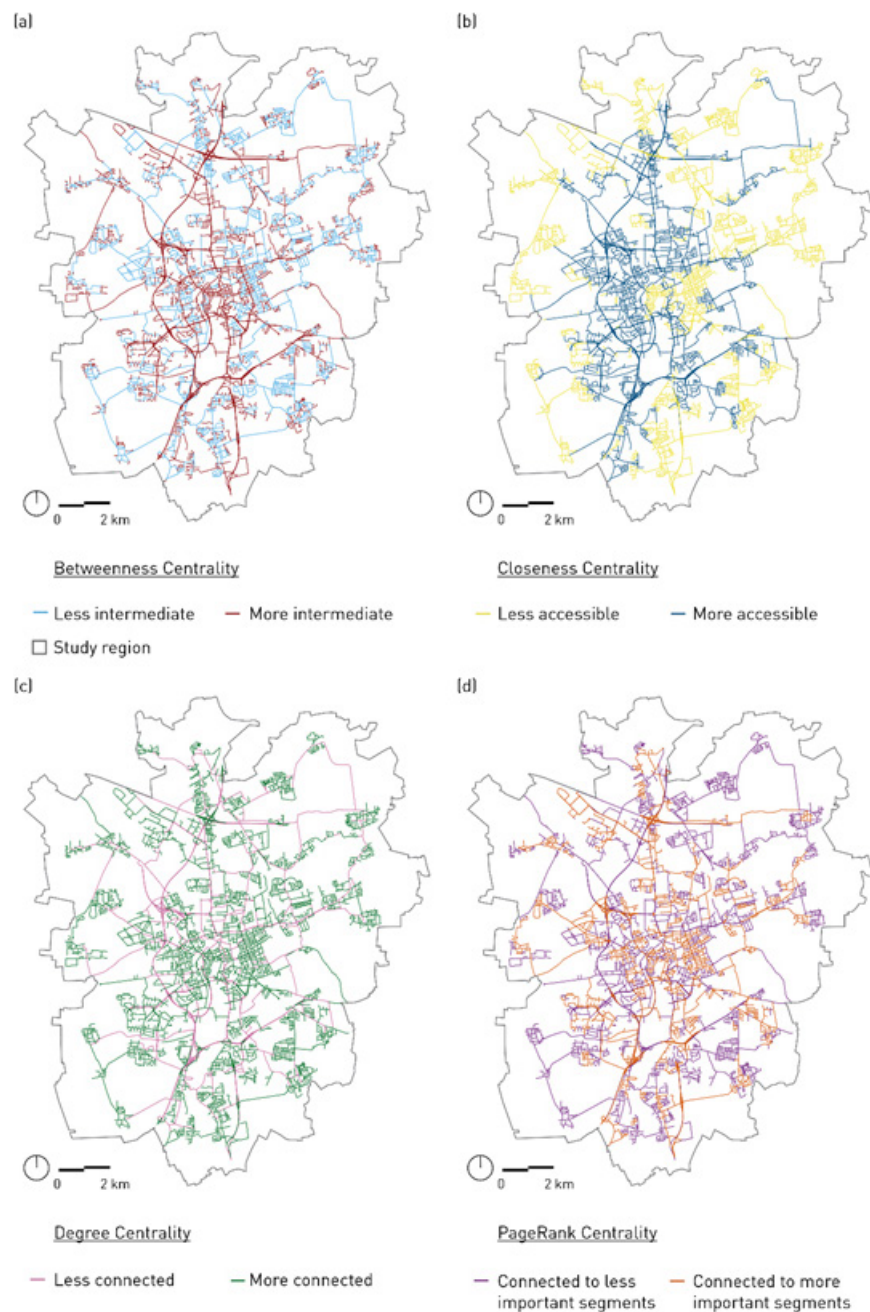 (a)
(b)
0 2 km
0 2 km
Betweenness Centrality
Closeness Centrality
Less intermediate More intermediate
Less accessible More accessible
Study region
(c)
(d)
0 2 km
0 2 km
Degree Centrality
PageRank Centrality
Less connected More connected
Connected to less important segments
Connected to more important segments